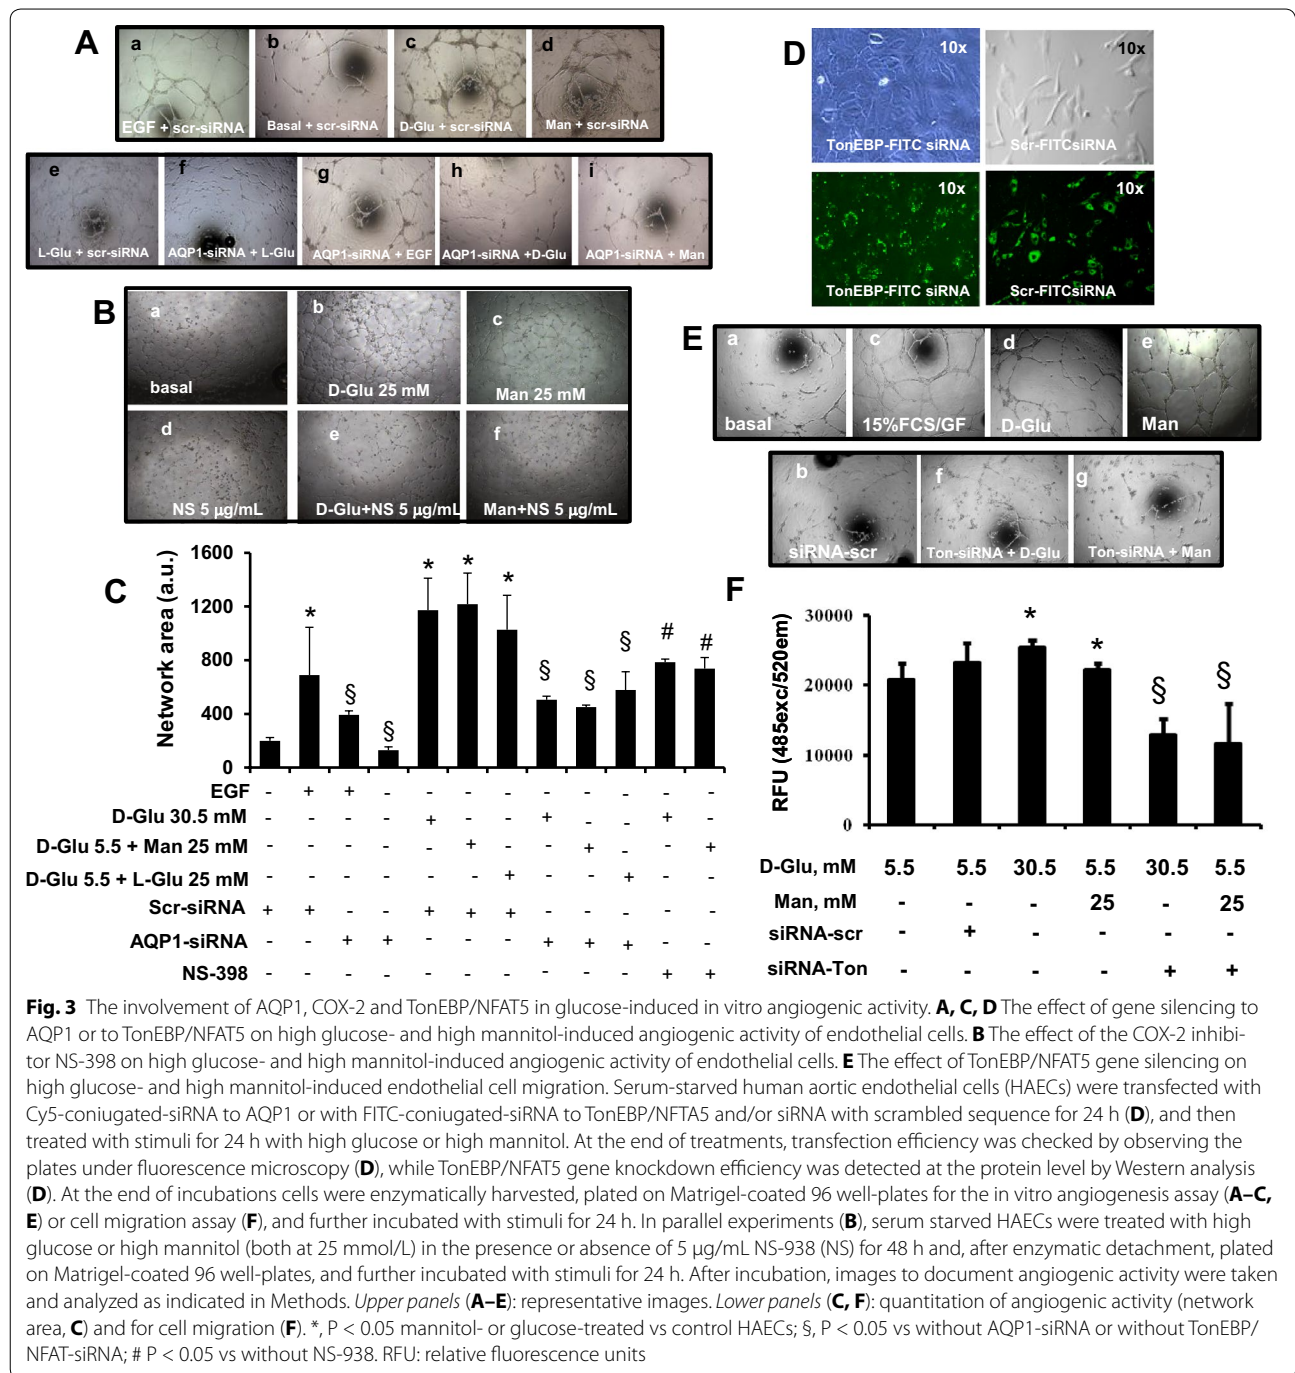 A
a
b
c
d
EGF + scr-siRNA
Basal + scr-siRNA
D-Glu + scr-siRNA
Man + scr-siRNA
e
f
g
h
i
L-Glu + scr-siRNA
AQP1-siRNA + L-Glu
AQP1-siRNA + EGF
AQP1-siRNA +D-Glu
AQP1-siRNA + Man
B
a
b
c
basal
D-Glu 25 mM
Man 25 mM
d
e
f
NS 5 µg/mL
D-Glu+NS 5 µg/mL
Man+NS 5 µg/mL
C
Network area (a.u.)
1600
1200
800
400
0
* § § * * * § § § # #
EGF - + + - - - - - - - - -
D-Glu 30.5 mM - - - - + - - + - - + -
D-Glu 5.5 + Man 25 mM - - - - - + - - + - - +
D-Glu 5.5 + L-Glu 25 mM - - - - - - + - - + - -
Scr-siRNA + + - - + + + - - - - -
AQP1-siRNA - - + + - - - + + + - -
NS-398 - - - - - - - - - - + +
D
10x
10x
TonEBP-FITC siRNA
Scr-FITCsiRNA
10x
10x
TonEBP-FITC siRNA
Scr-FITCsiRNA
E
a
c
d
e
basal
15%FCS/GF
D-Glu
Man
b
f
g
siRNA-scr
Ton-siRNA + D-Glu
Ton-siRNA + Man
F
RFU (485exc/520em)
30000
20000
10000
0
* * § §
D-Glu, mM 5.5 5.5 30.5 5.5 30.5 5.5
Man, mM - - - 25 - 25
siRNA-scr - + - - - -
siRNA-Ton - - - - + +
Fig. 3 The involvement of AQP1, COX-2 and TonEBP/NFAT5 in glucose-induced in vitro angiogenic activity. A, C, D The effect of gene silencing to
AQP1 or to TonEBP/NFAT5 on high glucose- and high mannitol-induced angiogenic activity of endothelial cells. B The effect of the COX-2 inhibi-
tor NS-398 on high glucose- and high mannitol-induced angiogenic activity of endothelial cells. E The effect of TonEBP/NFAT5 gene silencing on
high glucose- and high mannitol-induced endothelial cell migration. Serum-starved human aortic endothelial cells (HAECs) were transfected with
Cy5-coniugated-siRNA to AQP1 or with FITC-coniugated-siRNA to TonEBP/NFTA5 and/or siRNA with scrambled sequence for 24 h (D), and then
treated with stimuli for 24 h with high glucose or high mannitol. At the end of treatments, transfection efficiency was checked by observing the
plates under fluorescence microscopy (D), while TonEBP/NFAT5 gene knockdown efficiency was detected at the protein level by Western analysis
(D). At the end of incubations cells were enzymatically harvested, plated on Matrigel-coated 96 well-plates for the in vitro angiogenesis assay (A–C,
E) or cell migration assay (F), and further incubated with stimuli for 24 h. In parallel experiments (B), serum starved HAECs were treated with high
glucose or high mannitol (both at 25 mmol/L) in the presence or absence of 5 µg/mL NS-938 (NS) for 48 h and, after enzymatic detachment, plated
on Matrigel-coated 96 well-plates, and further incubated with stimuli for 24 h. After incubation, images to document angiogenic activity were taken
and analyzed as indicated in Methods. Upper panels (A–E): representative images. Lower panels (C, F): quantitation of angiogenic activity (network
area, C) and for cell migration (F). *, P < 0.05 mannitol- or glucose-treated vs control HAECs; §, P < 0.05 vs without AQP1-siRNA or without TonEBP/
NFAT-siRNA; # P < 0.05 vs without NS-938. RFU: relative fluorescence units